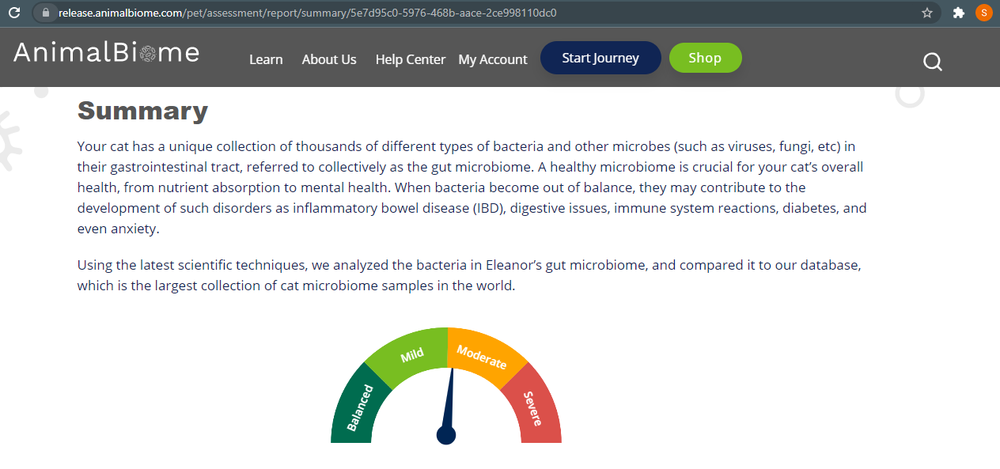 release.animalbiome.com/pet/assessment/report/summary/5e7d95c0-5976-468b-aace-2ce998110dc0
S
AnimalBiome
Learn About Us Help Center My Account Start Journey Shop
Summary
Your cat has a unique collection of thousands of different types of bacteria and other microbes (such as viruses, fungi, etc) in
their gastrointestinal tract, referred to collectively as the gut microbiome. A healthy microbiome is crucial for your cat’s overall
health, from nutrient absorption to mental health. When bacteria become out of balance, they may contribute to the
development of such disorders as inflammatory bowel disease (IBD), digestive issues, immune system reactions, diabetes, and
even anxiety.
Using the latest scientific techniques, we analyzed the bacteria in Eleanor’s gut microbiome, and compared it to our database,
which is the largest collection of cat microbiome samples in the world.
Balanced
Mild
Moderate
Severe